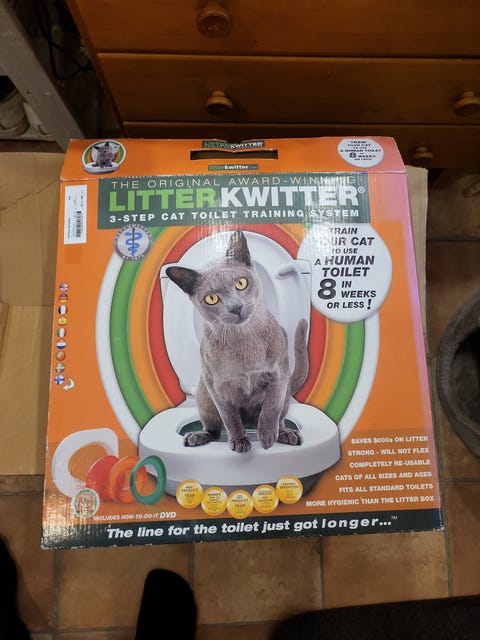 LITTER KWITTER
litterkwitter.com
TRAIN
YOUR CAT
TO USE
A HUMAN TOILET
8 IN WEEKS
OR LESS!
THE ORIGINAL AWARD-WINNING
LITTER KWITTER®
3-STEP CAT TOILET TRAINING SYSTEM
TRAIN
YOUR CAT
TO USE
A HUMAN
TOILET
8 IN WEEKS
OR LESS!
SAVES $000s ON LITTER
STRONG - WILL NOT FLEX
COMPLETELY RE-USABLE
CATS OF ALL SIZES AND AGES
FITS ALL STANDARD TOILETS
MORE HYGIENIC THAN THE LITTER BOX
INCLUDES HOW-TO-DO-IT DVD
The line for the toilet just got longer...™